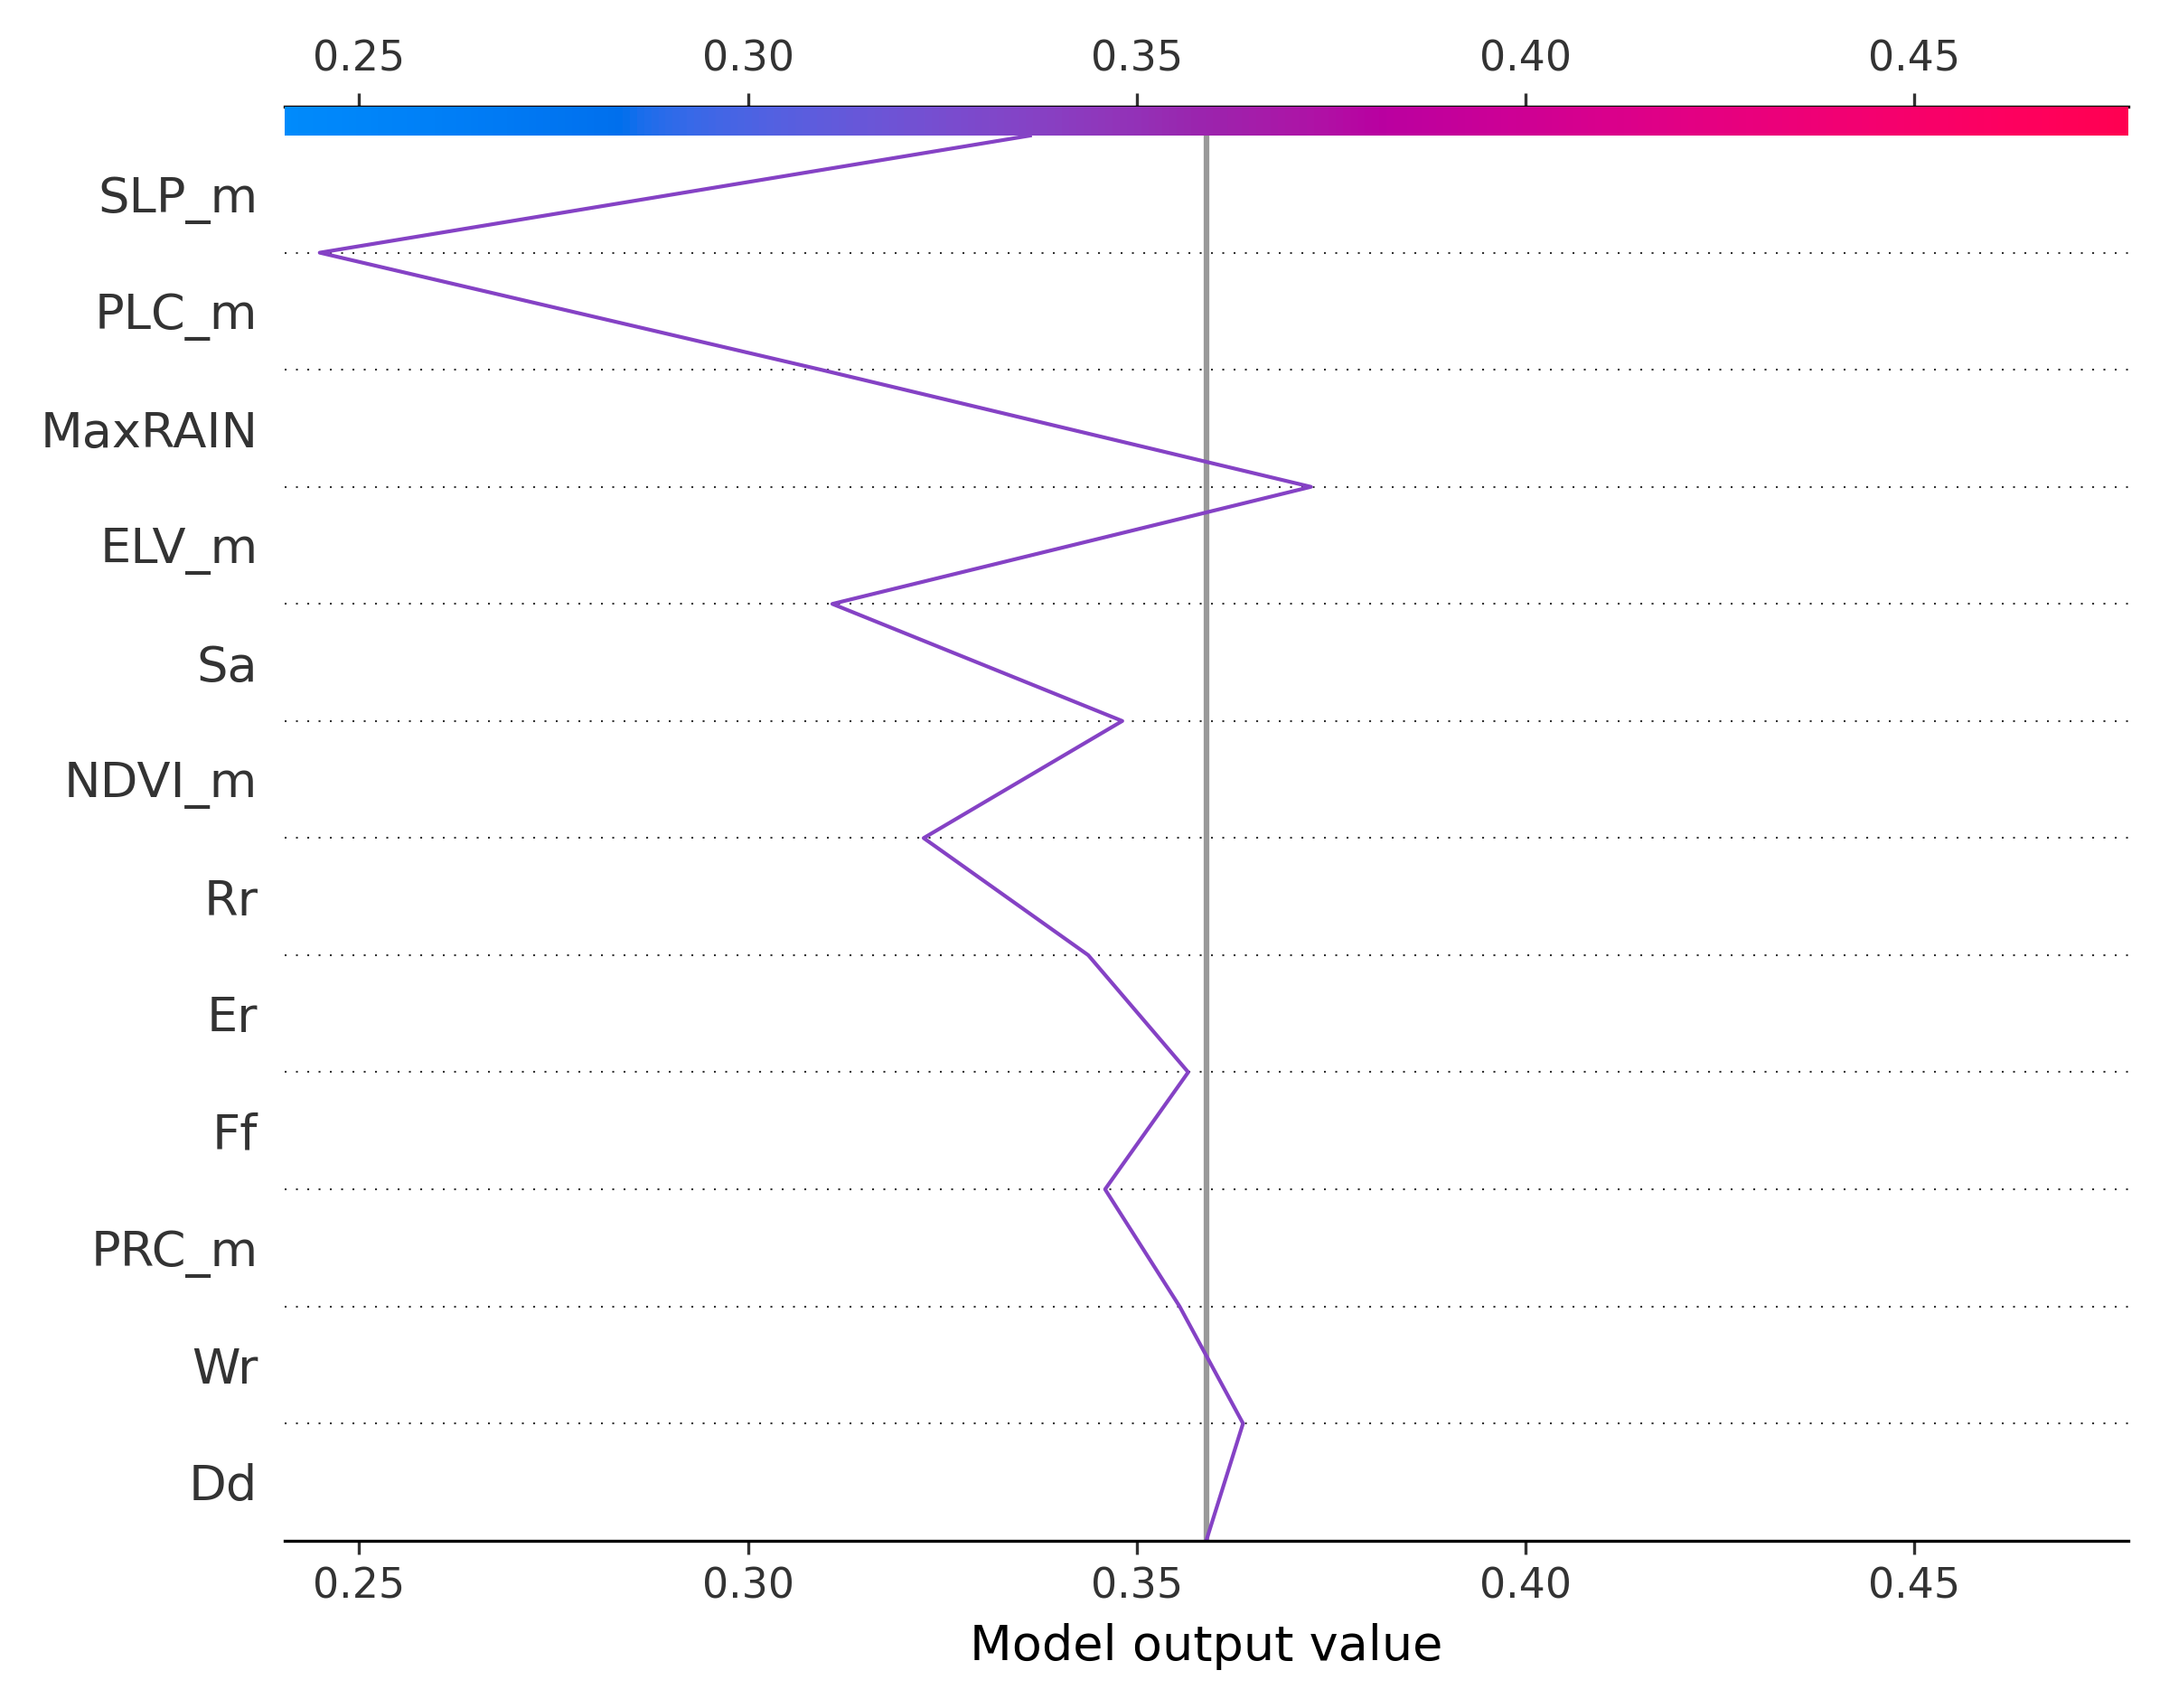 0.25 0.30 0.35 0.40 0.45
SLP_m
PLC_m
MaxRAIN
ELV_m
Sa
NDVI_m
Rr
Er
Ff
PRC_m
Wr
Dd
0.25 0.30 0.35 0.40 0.45
Model output value